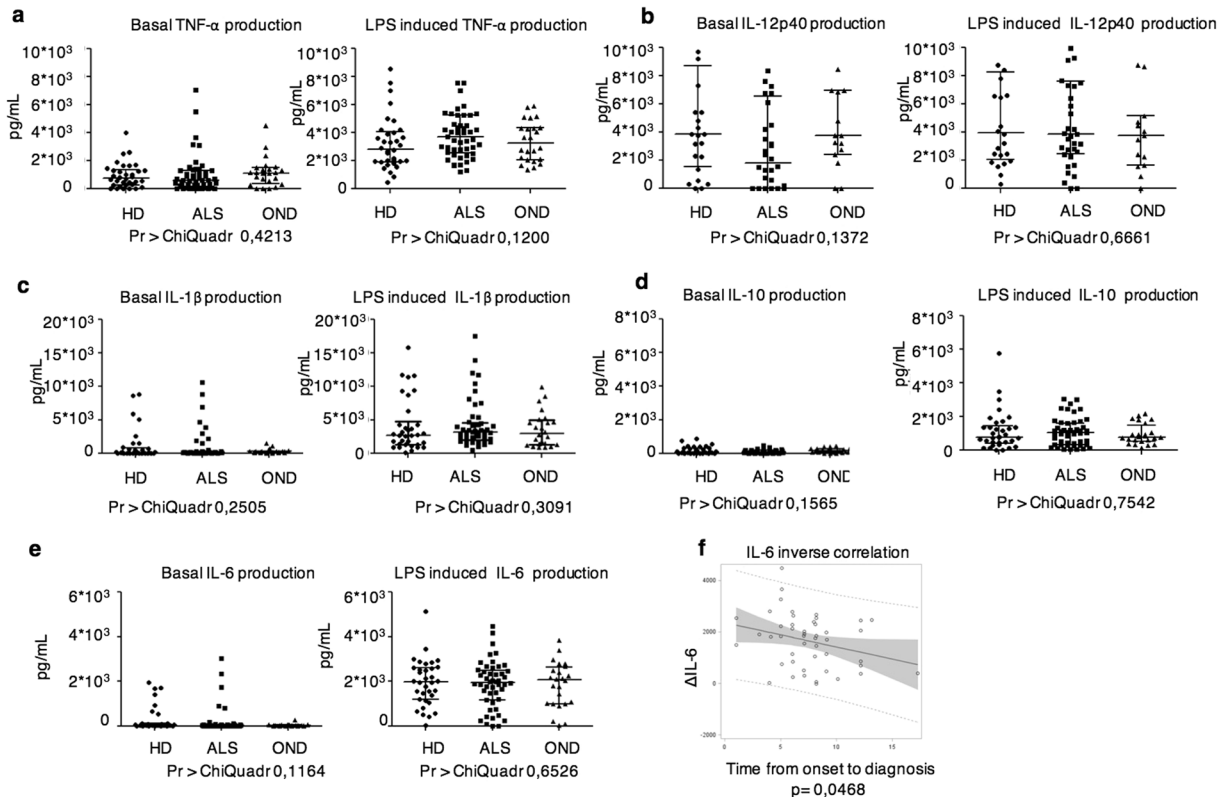 a
Basal TNF-α production
pg/mL
10*10³
8*10³
6*10³
4*10³
2*10³
0
HD ALS OND
Pr > ChiQuadr 0,4213
LPS induced TNF-α production
10*10³
8*10³
6*10³
4*10³
2*10³
0
HD ALS OND
Pr > ChiQuadr 0,1200
b
Basal IL-12p40 production
pg/mL
10*10³
8*10³
6*10³
4*10³
2*10³
0
HD ALS OND
Pr > ChiQuadr 0,1372
LPS induced IL-12p40 production
pg/mL
10*10³
8*10³
6*10³
4*10³
2*10³
0
HD ALS OND
Pr > ChiQuadr 0,6661
c
Basal IL-1β production
pg/mL
20*10³
15*10³
10*10³
5*10³
0
HD ALS OND
Pr > ChiQuadr 0,2505
LPS induced IL-1β production
pg/mL
20*10³
15*10³
10*10³
5*10³
0
HD ALS OND
Pr > ChiQuadr 0,3091
d
Basal IL-10 production
pg/mL
8*10³
6*10³
4*10³
2*10³
0
HD ALS OND
Pr > ChiQuadr 0,1565
LPS induced IL-10 production
pg/mL
8*10³
6*10³
4*10³
2*10³
0
HD ALS OND
Pr > ChiQuadr 0,7542
e
Basal IL-6 production
pg/mL
6*10³
4*10³
2*10³
0
HD ALS OND
Pr > ChiQuadr 0,1164
LPS induced IL-6 production
6*10³
4*10³
2*10³
0
HD ALS OND
Pr > ChiQuadr 0,6526
f
IL-6 inverse correlation
ΔIL-6
4000
2000
0
-2000
0 5 10 15
Time from onset to diagnosis
p= 0,0468